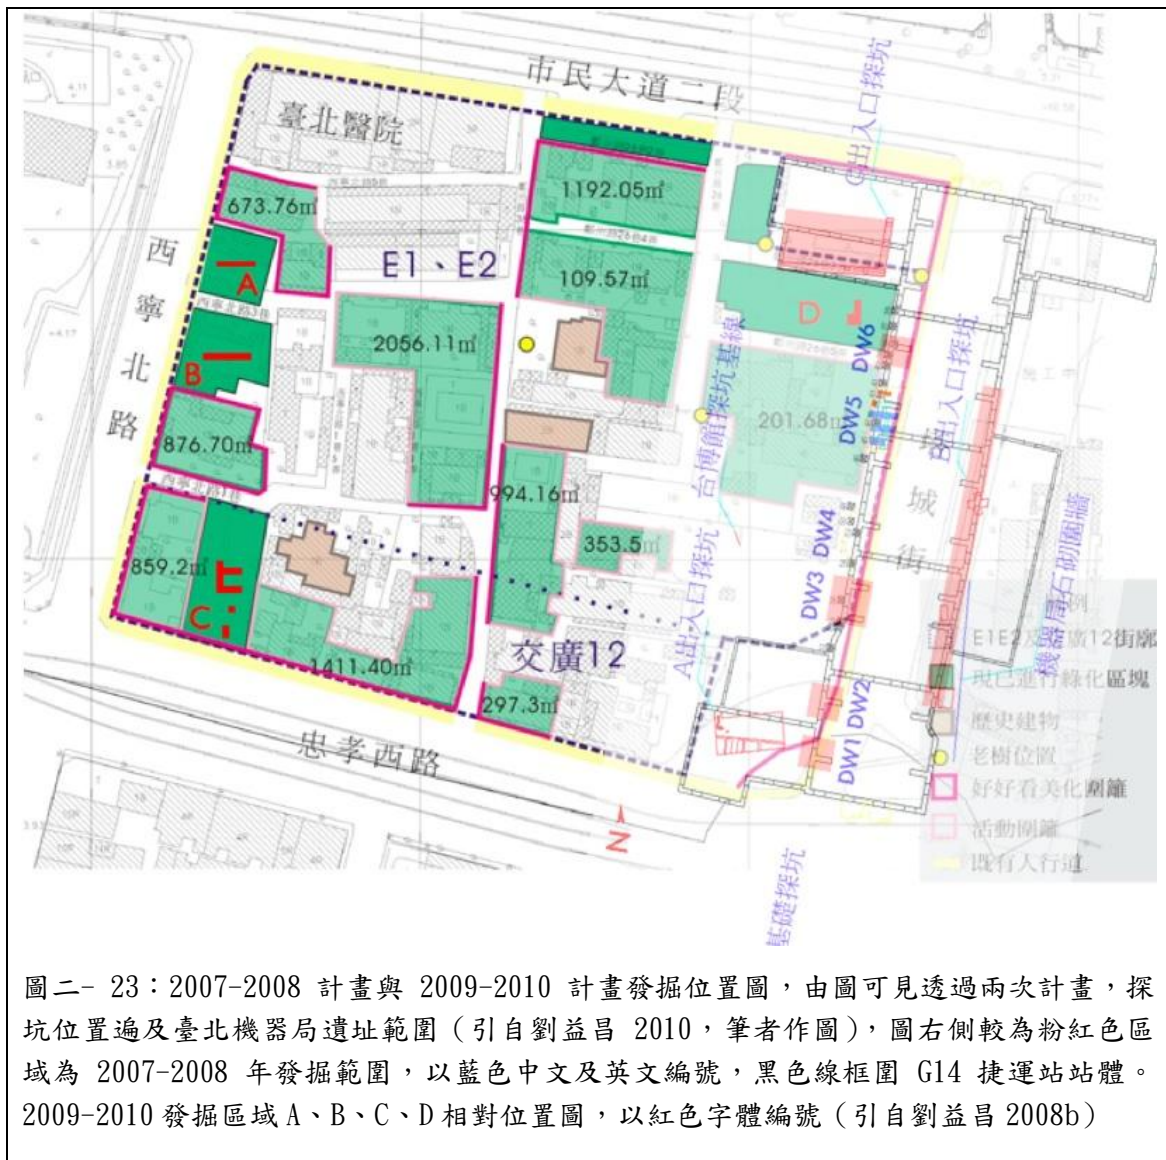 市民大道二段
臺北醫院
C出入口探坑
1192.05㎡
673.76㎡
西寧北路
E1、E2
109.57㎡
A
D
2056.11㎡
台博館探坑基線
DW6
B
DW5
201.68㎡
B出入口探坑
876.70㎡
994.16㎡
城
街
353.5㎡
DW4
859.2㎡
DW3
A出入口探坑
C
機器局石砌圍牆
例
E1E2及交廣12街廓
現已進行綠化區塊
1411.40㎡
交廣12
297.3㎡
DW2
歷史建物
忠孝西路
DW1
老樹位置
好好看美化圍籬
N
活動圍籬
既有人行道
基礎探坑
圖二- 23：2007-2008 計畫與 2009-2010 計畫發掘位置圖，由圖可見透過兩次計畫，探
坑位置遍及臺北機器局遺址範圍（引自劉益昌 2010，筆者作圖），圖右側較為粉紅色區
域為 2007-2008 年發掘範圍，以藍色中文及英文編號，黑色線框圍 G14 捷運站站體。
2009-2010 發掘區域 A、B、C、D 相對位置圖，以紅色字體編號（引自劉益昌 2008b）